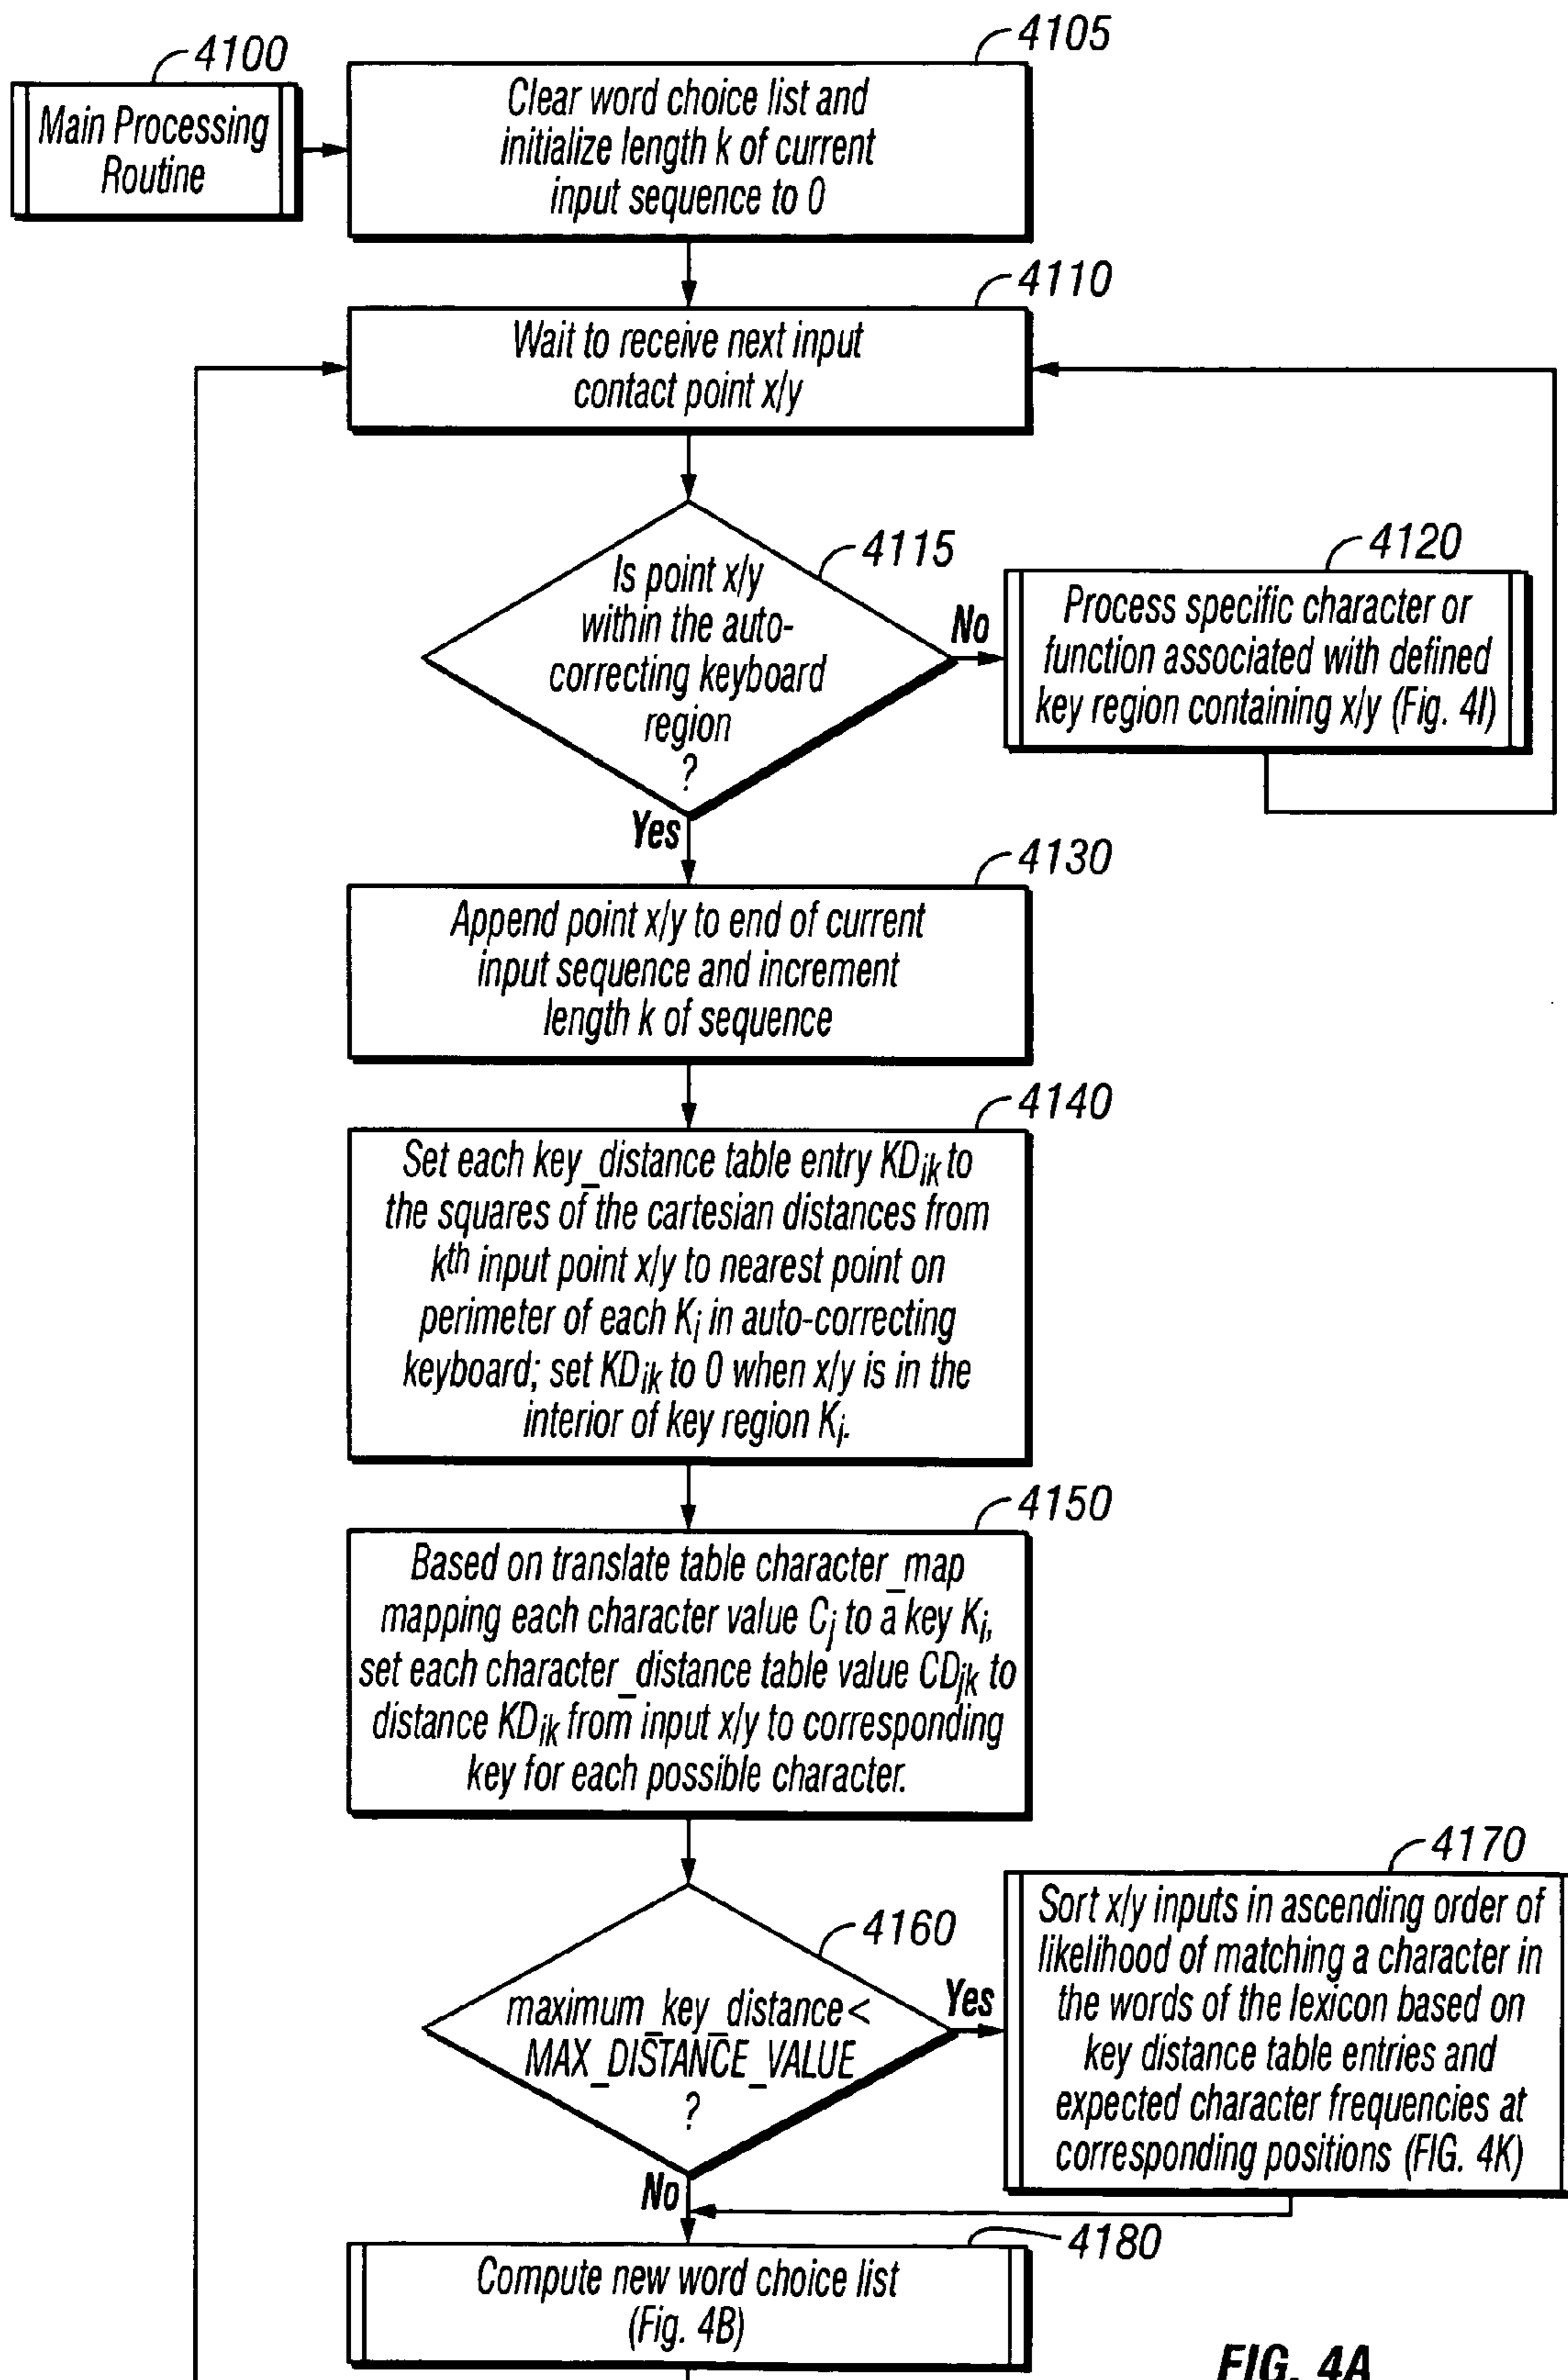 4100
Main Processing
Routine
4105
Clear word choice list and
initialize length k of current
input sequence to 0
4110
Wait to receive next input
contact point x/y
4115
Is point x/y
within the auto-
correcting keyboard
region
?
No
Yes
4120
Process specific character or
function associated with defined
key region containing x/y (Fig. 4I)
4130
Append point x/y to end of current
input sequence and increment
length k of sequence
4140
Set each key_distance table entry KDik to
the squares of the cartesian distances from
kth input point x/y to nearest point on
perimeter of each Ki in auto-correcting
keyboard; set KDik to 0 when x/y is in the
interior of key region Ki.
4150
Based on translate table character_map
mapping each character value Cj to a key Ki,
set each character_distance table value CDjk to
distance KDik from input x/y to corresponding
key for each possible character.
4160
maximum_key_distance <
MAX_DISTANCE_VALUE
?
Yes
No
4170
Sort x/y inputs in ascending order of
likelihood of matching a character in
the words of the lexicon based on
key distance table entries and
expected character frequencies at
corresponding positions (FIG. 4K)
4180
Compute new word choice list
(Fig. 4B)
FIG. 4A